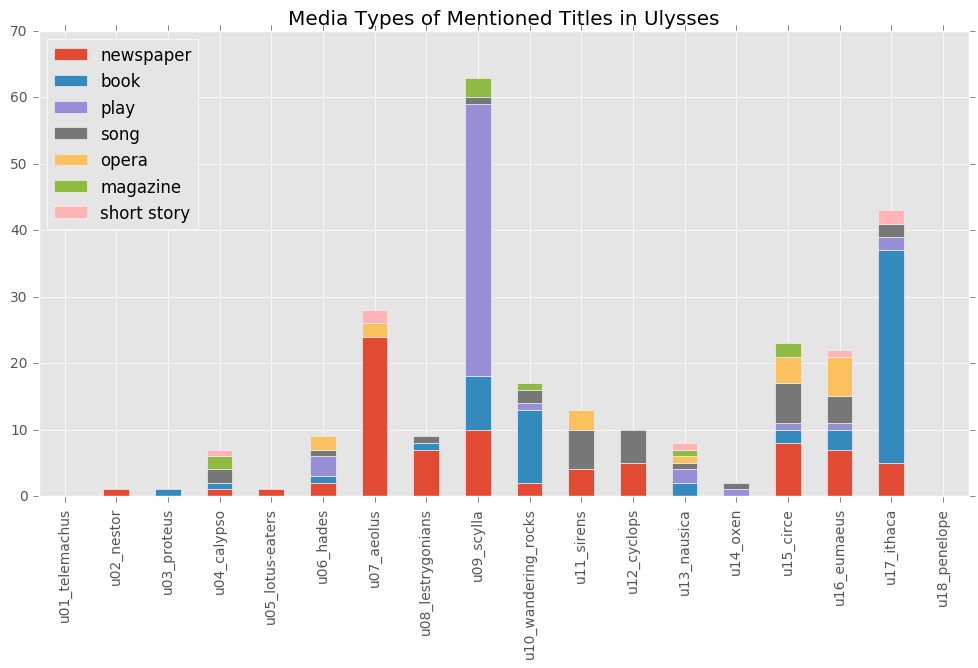 Media Types of Mentioned Titles in Ulysses
70
60
50
40
30
20
10
0
newspaper
book
play
song
opera
magazine
short story
u01_telemachus
u02_nestor
u03_proteus
u04_calypso
u05_lotus-eaters
u06_hades
u07_aeolus
u08_lestrygonians
u09_scylla
u10_wandering_rocks
u11_sirens
u12_cyclops
u13_nausica
u14_oxen
u15_circe
u16_eumaeus
u17_ithaca
u18_penelope